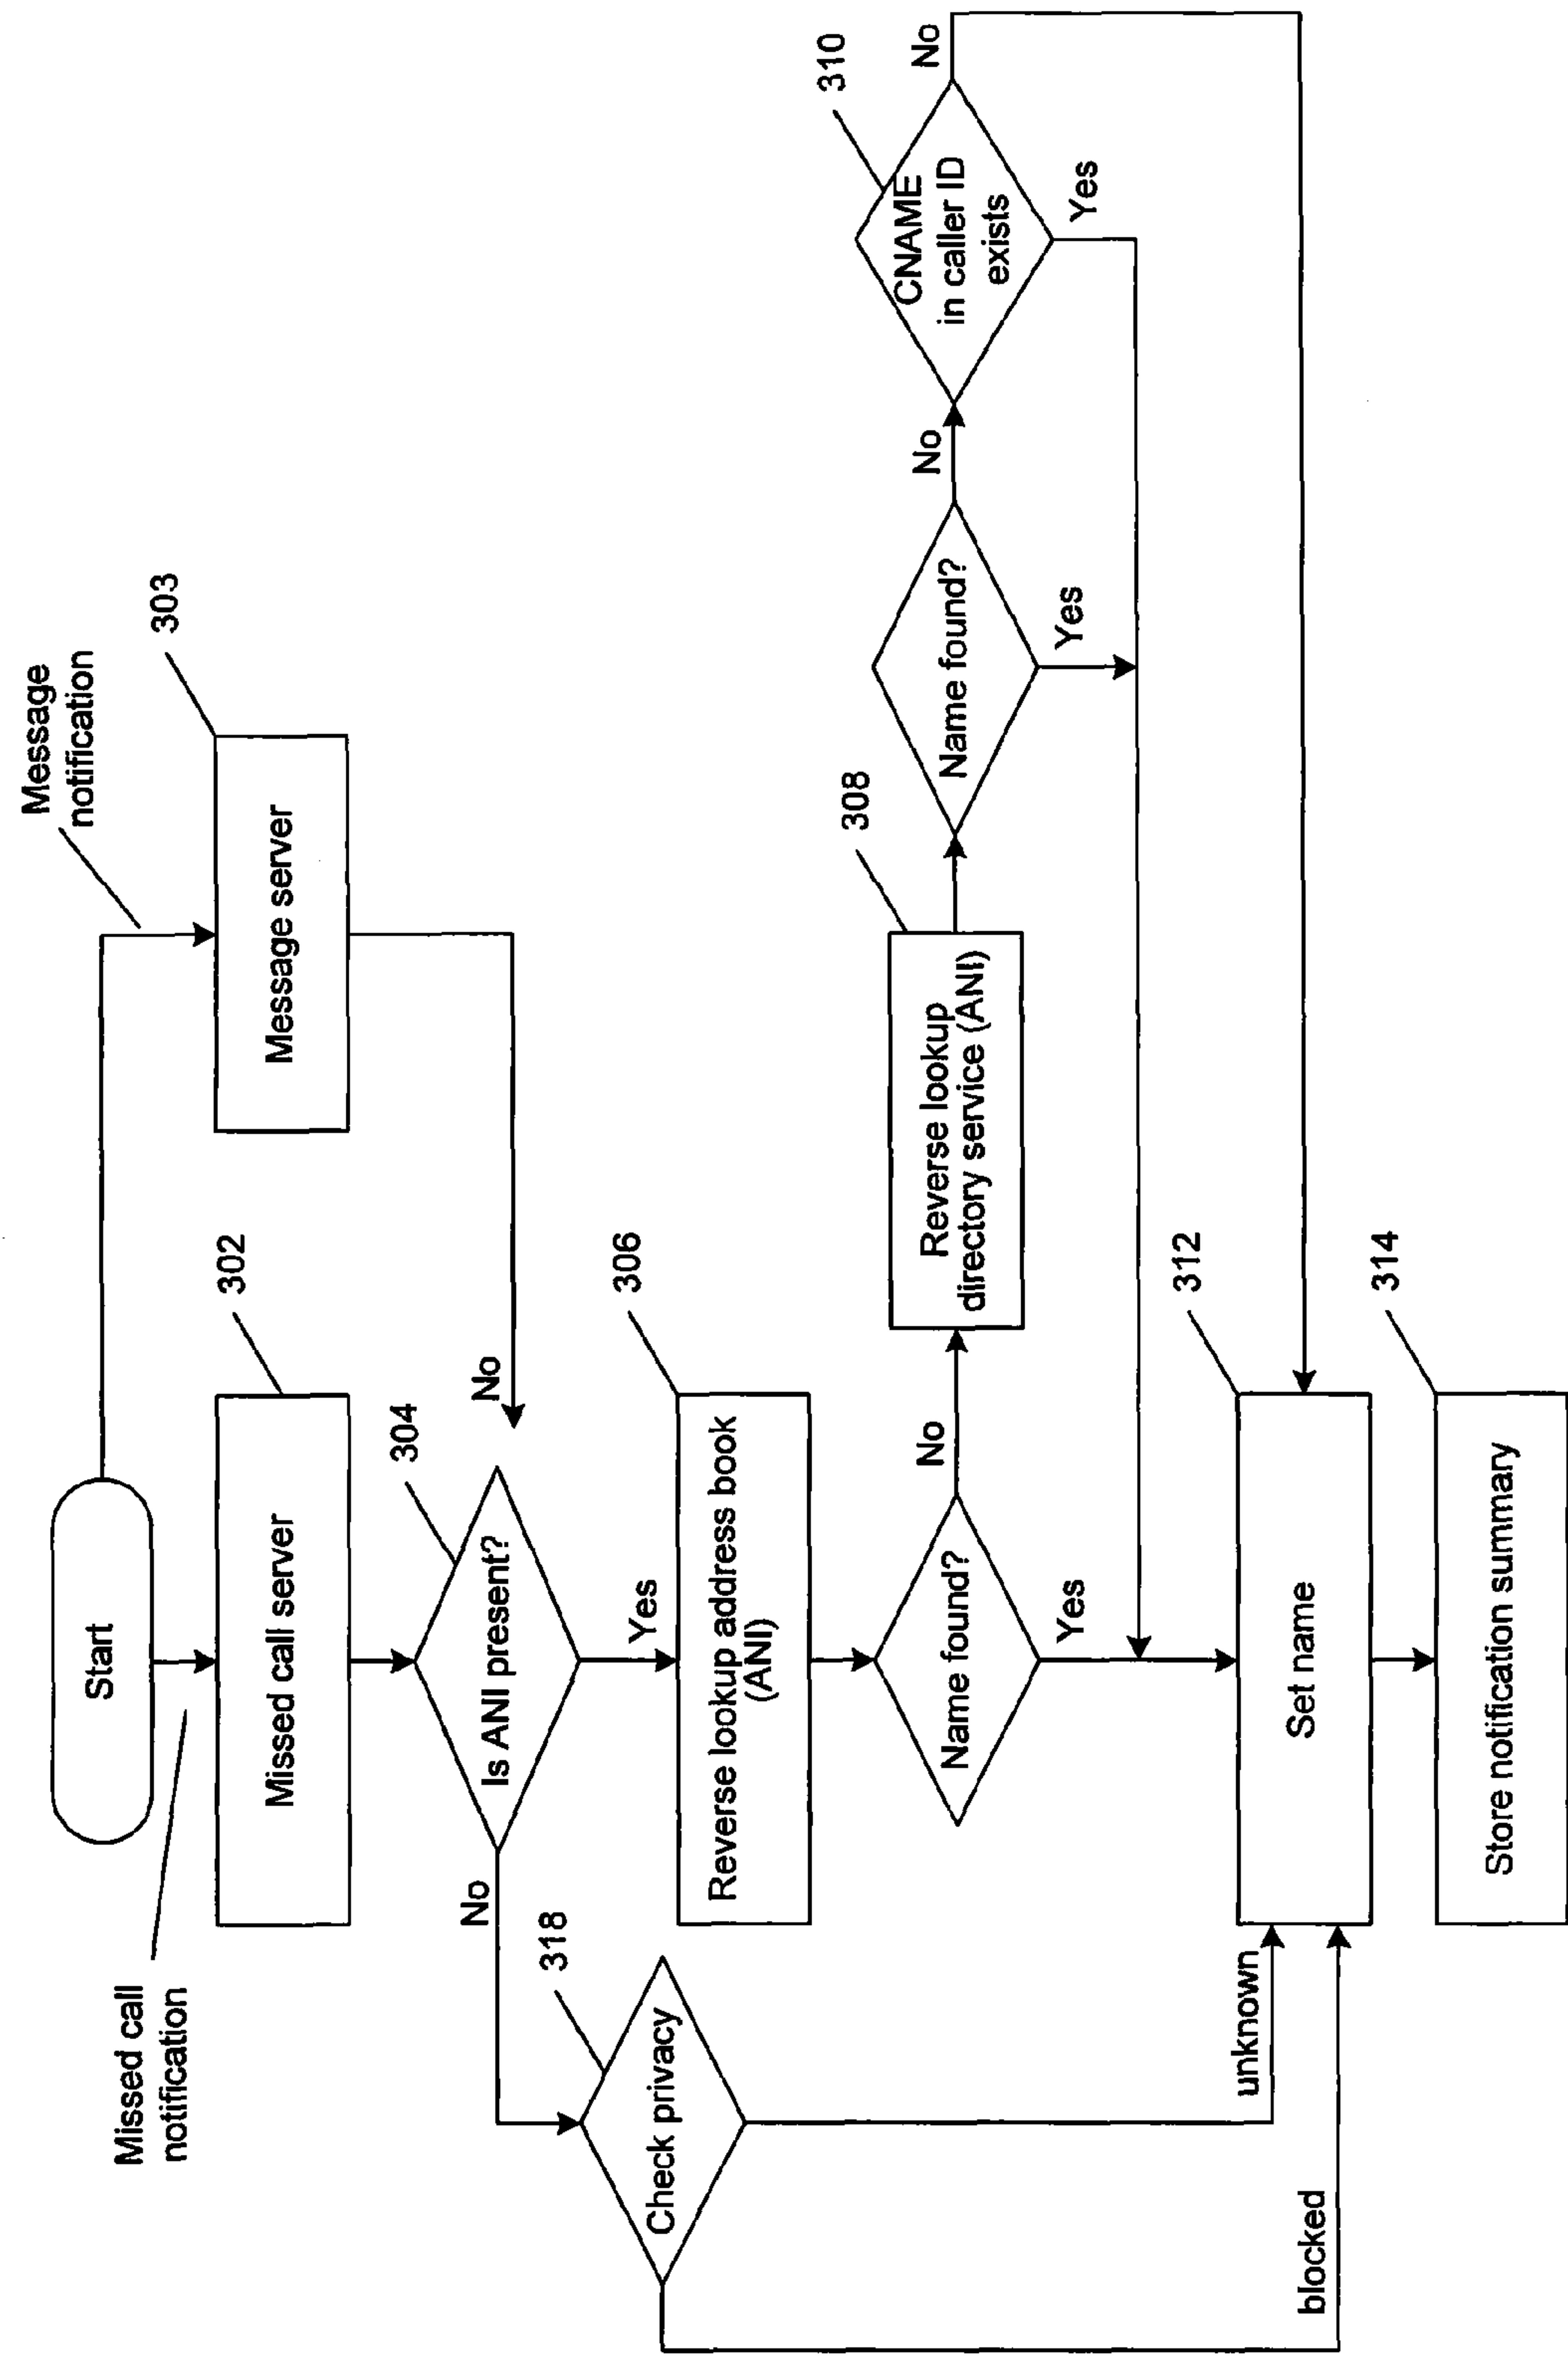 Start
Missed call
notification
Message
notification
302
Missed call server
303
Message server
304
Is ANI present?
No
No
Yes
318
Check privacy
306
Reverse lookup address book
(ANI)
Name found?
No
Yes
308
Reverse lookup
directory service (ANI)
Name found?
No
Yes
310
CNAME
in caller ID
exists
No
Yes
unknown
blocked
312
Set name
314
Store notification summary